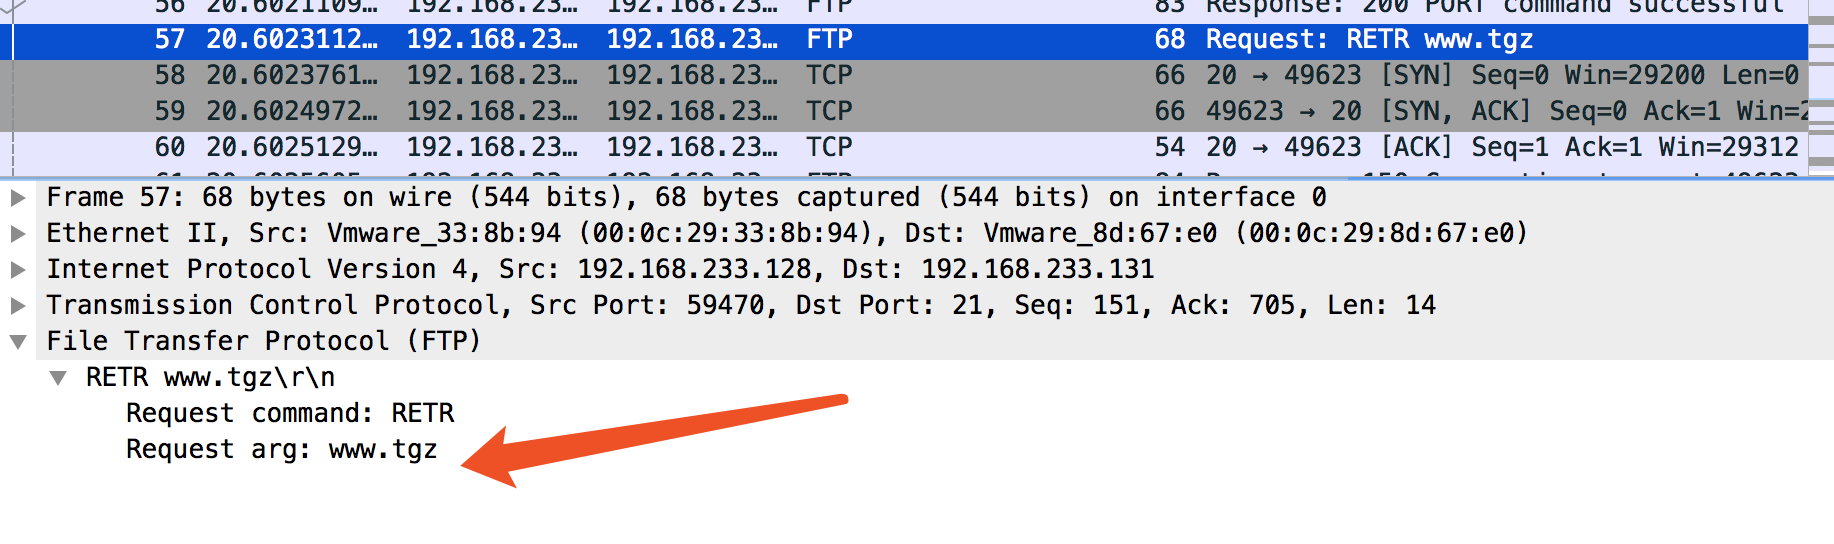 56 20.6021109… 192.168.23… 192.168.23… FTP 83 Response: 200 PORT command successful
57 20.6023112… 192.168.23… 192.168.23… FTP 68 Request: RETR www.tgz
58 20.6023761… 192.168.23… 192.168.23… TCP 66 20 → 49623 [SYN] Seq=0 Win=29200 Len=0
59 20.6024972… 192.168.23… 192.168.23… TCP 66 49623 → 20 [SYN, ACK] Seq=0 Ack=1 Win=2
60 20.6025129… 192.168.23… 192.168.23… TCP 54 20 → 49623 [ACK] Seq=1 Ack=1 Win=29312
Frame 57: 68 bytes on wire (544 bits), 68 bytes captured (544 bits) on interface 0
Ethernet II, Src: Vmware_33:8b:94 (00:0c:29:33:8b:94), Dst: Vmware_8d:67:e0 (00:0c:29:8d:67:e0)
Internet Protocol Version 4, Src: 192.168.233.128, Dst: 192.168.233.131
Transmission Control Protocol, Src Port: 59470, Dst Port: 21, Seq: 151, Ack: 705, Len: 14
File Transfer Protocol (FTP)
RETR www.tgz\r\n
Request command: RETR
Request arg: www.tgz